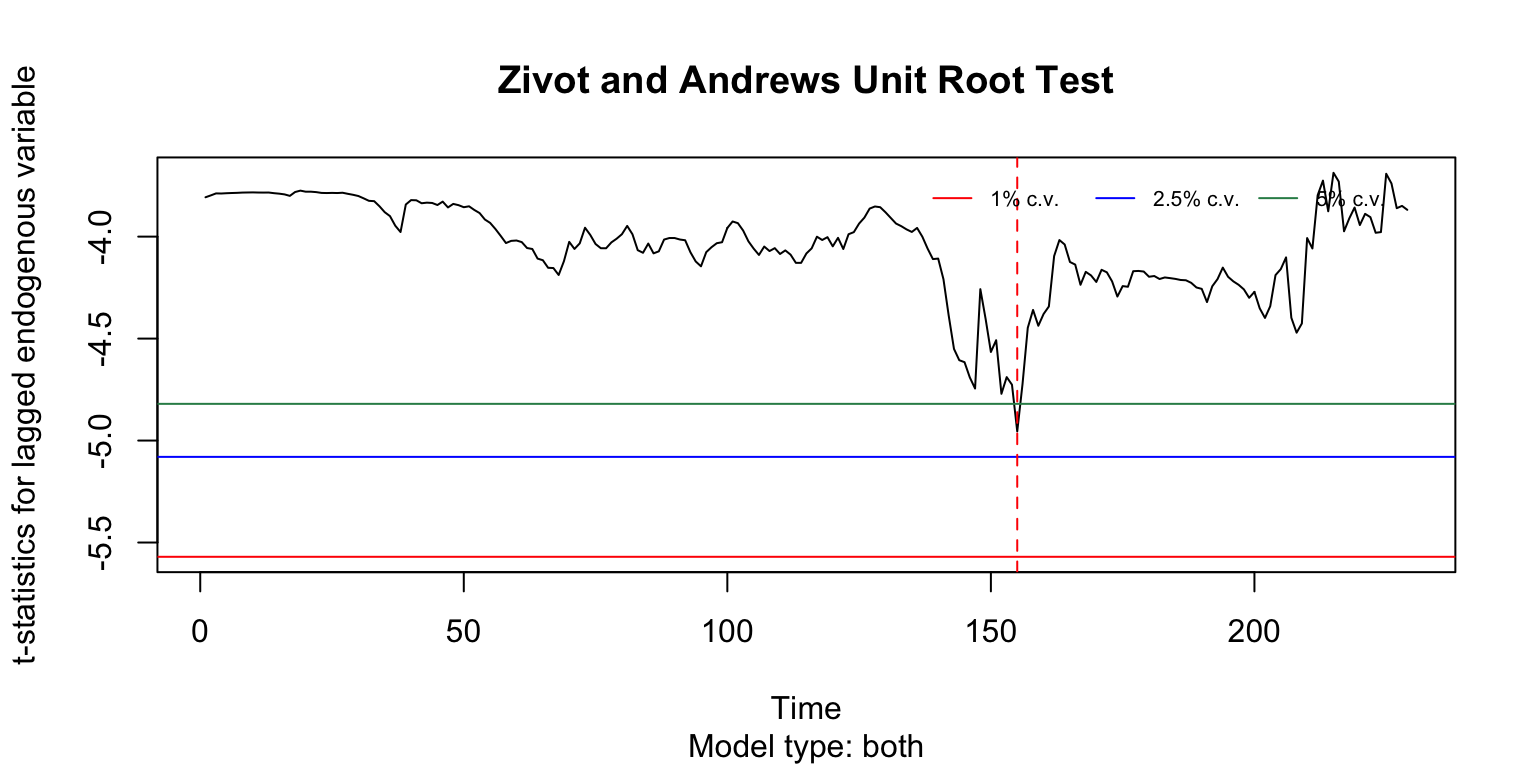 Zivot and Andrews Unit Root Test
t-statistics for lagged endogenous variable
1% c.v.
2.5% c.v.
5% c.v.
-4.0
-4.5
-5.0
-5.5
0
50
100
150
200
Time
Model type: both